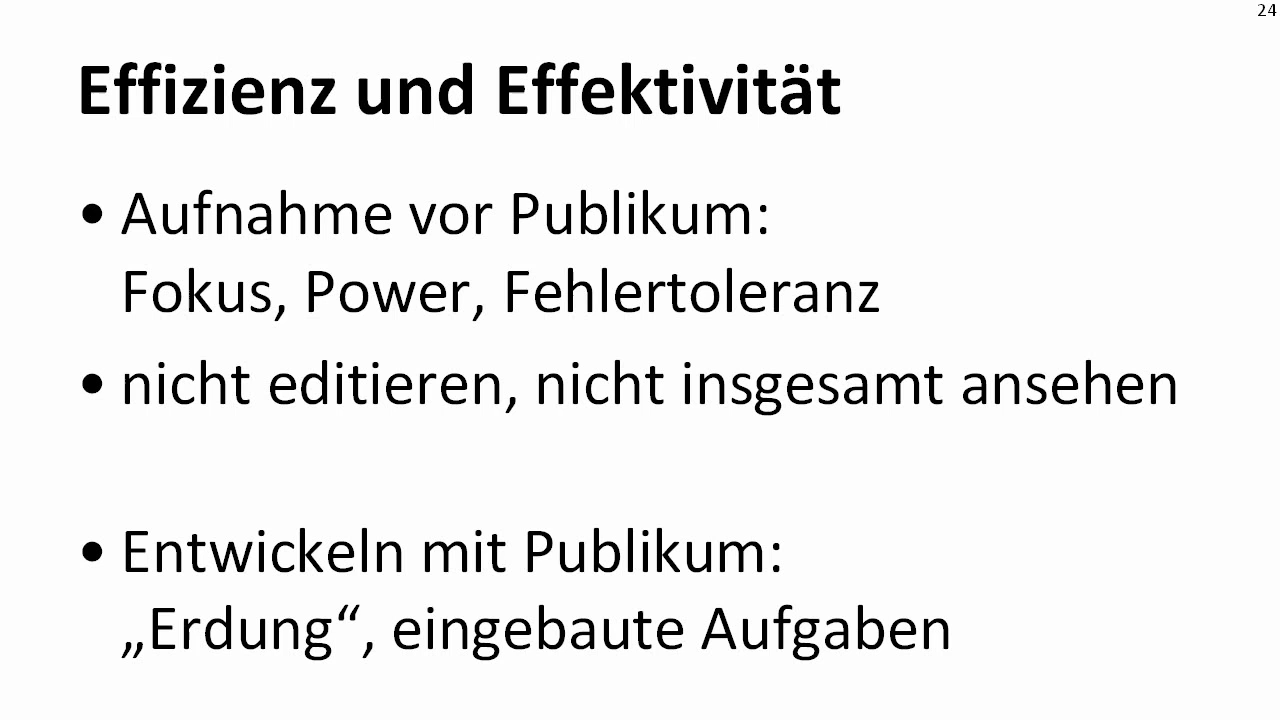 24
Effizienz und Effektivität
• Aufnahme vor Publikum:
Fokus, Power, Fehlertoleranz
• nicht editieren, nicht insgesamt ansehen
• Entwickeln mit Publikum:
„Erdung“, eingebaute Aufgaben